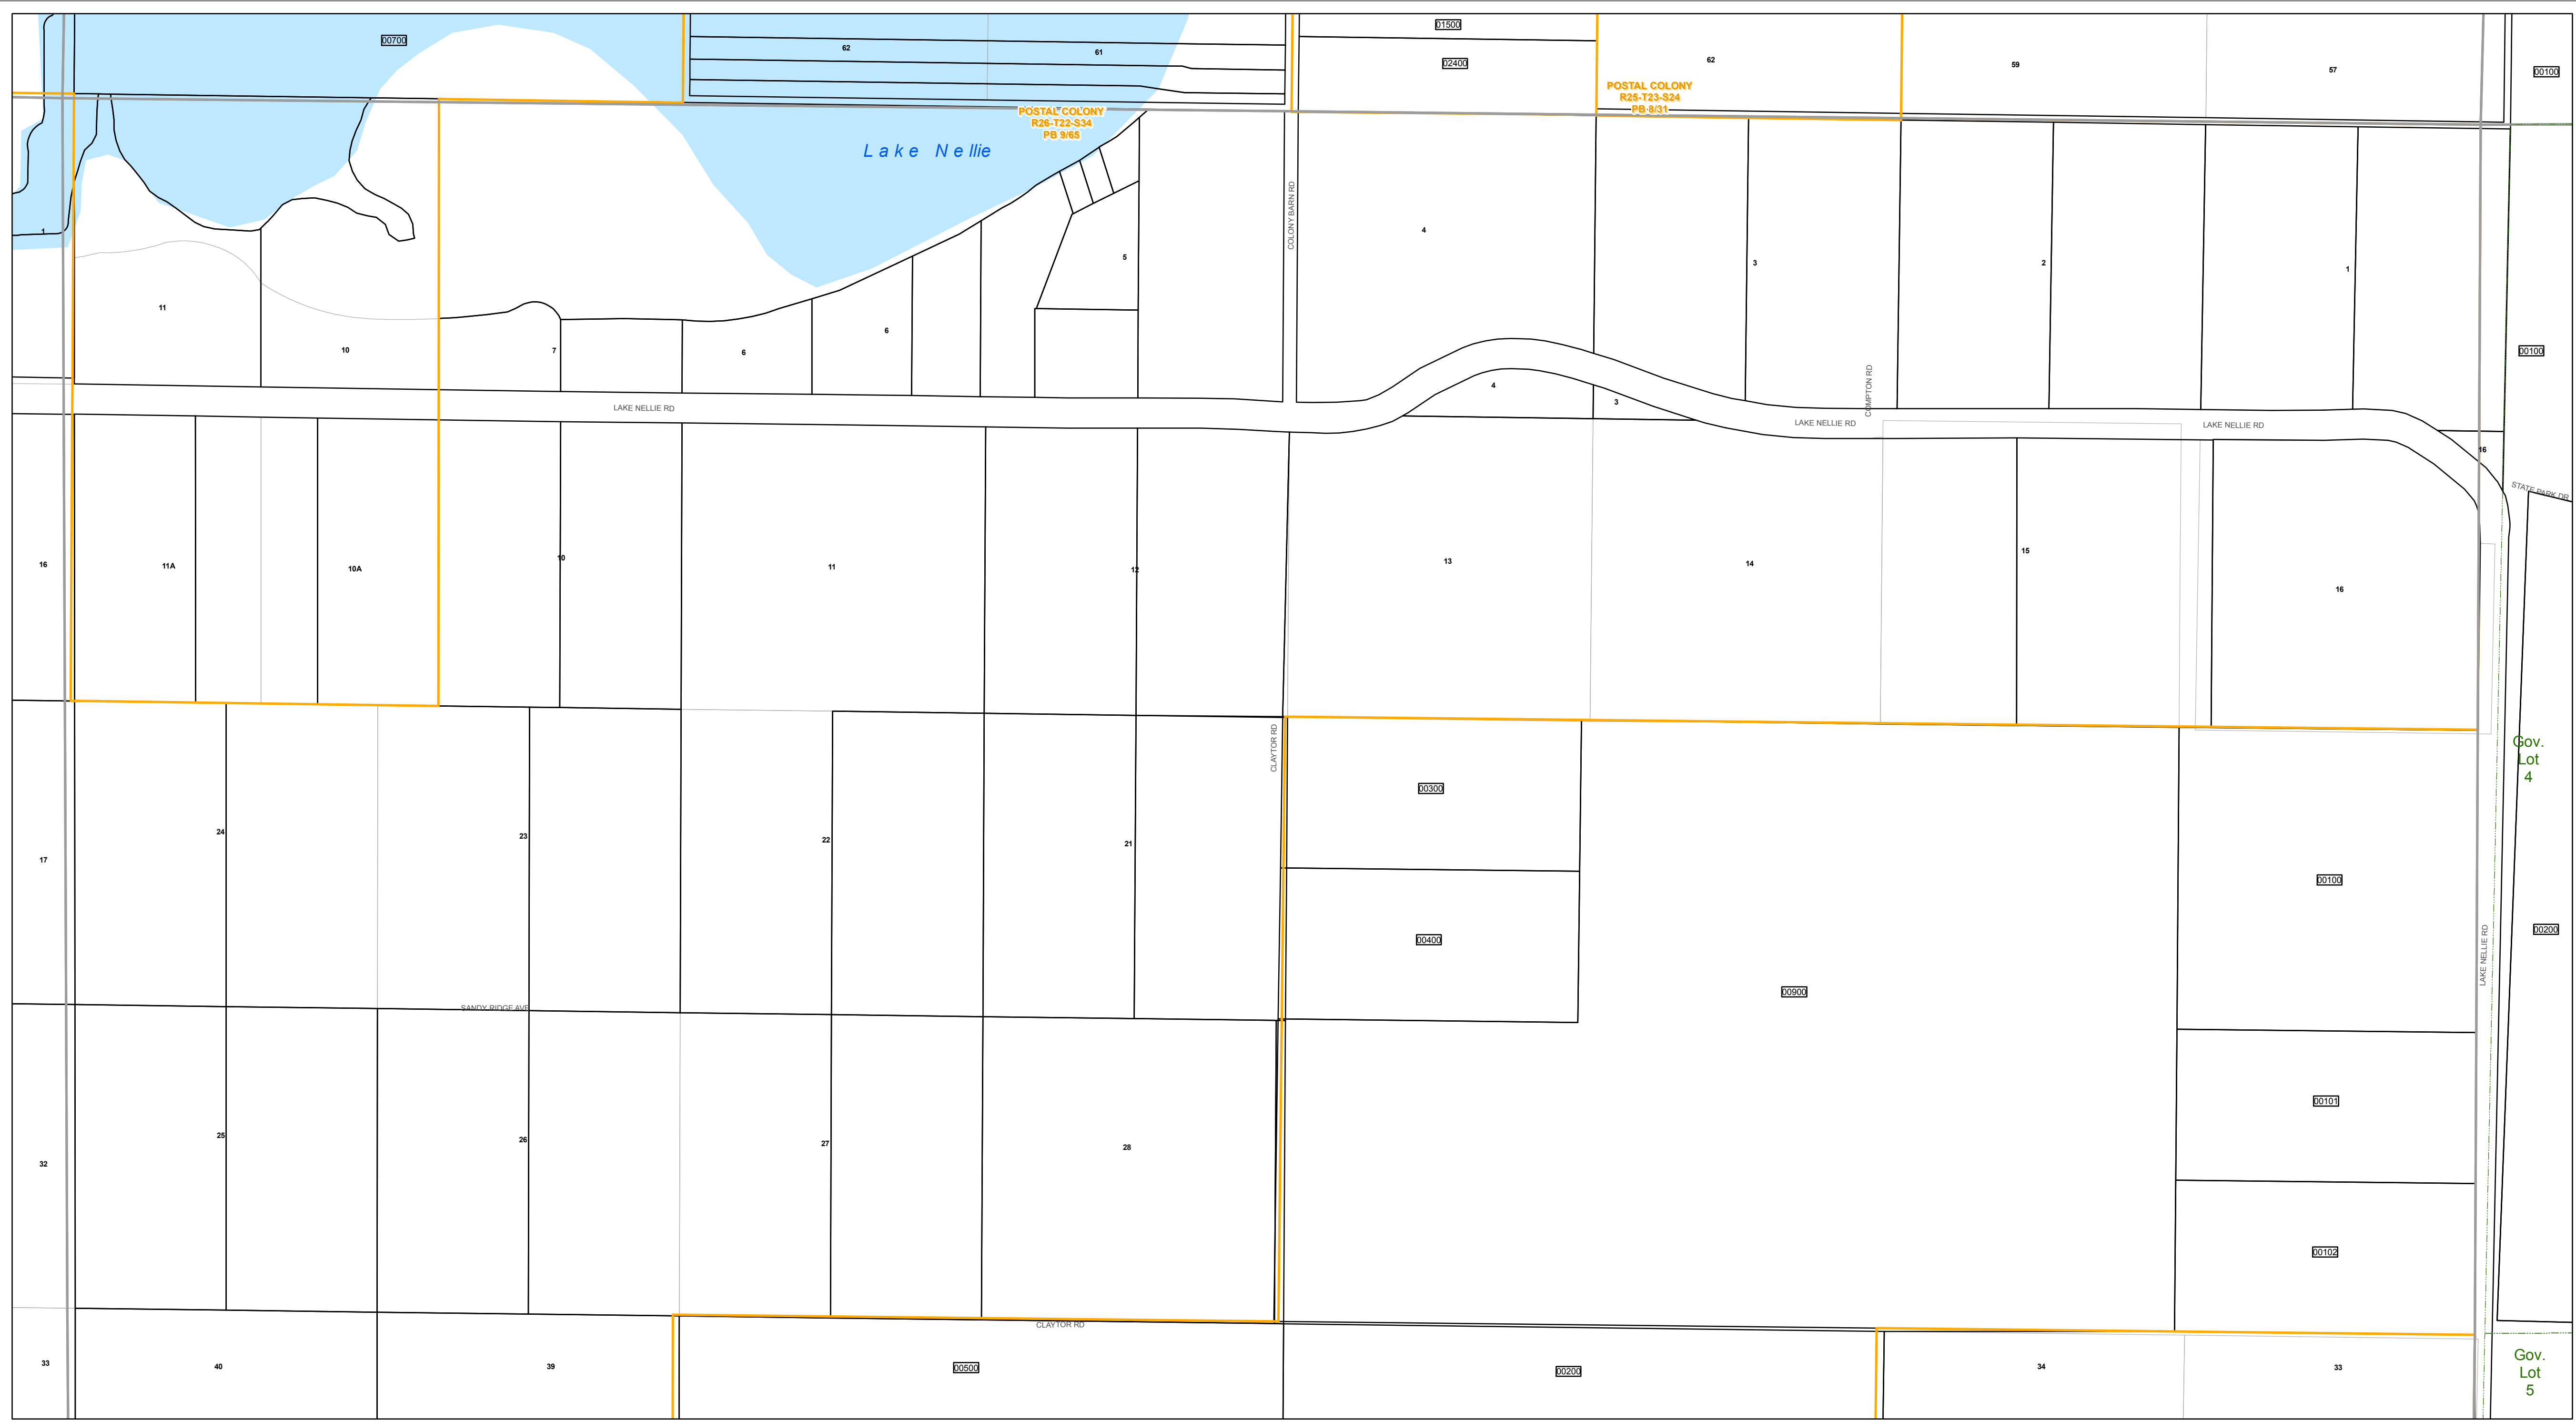 01500
00700
62
61
02400
62
59
57
00100
POSTAL COLONY
R25-T23-S24
PB 8/31
POSTAL COLONY
R26-T22-S34
PB 9/65
Lake Nellie
COLONY BARN RD
1
4
5
3
2
1
11
10
7
6
6
00100
4
3
COMPTON RD
LAKE NELLIE RD
LAKE NELLIE RD
LAKE NELLIE RD
16
STATE PARK DR
16
11A
10A
10
11
12
13
14
15
16
CLAYTOR RD
Gov.
Lot
4
00300
24
23
22
21
17
00100
00400
00200
LAKE NELLIE RD
00900
SANDY RIDGE AVE
00101
25
26
27
28
32
00102
CLAYTOR RD
33
40
39
00500
00200
34
33
Gov.
Lot
5